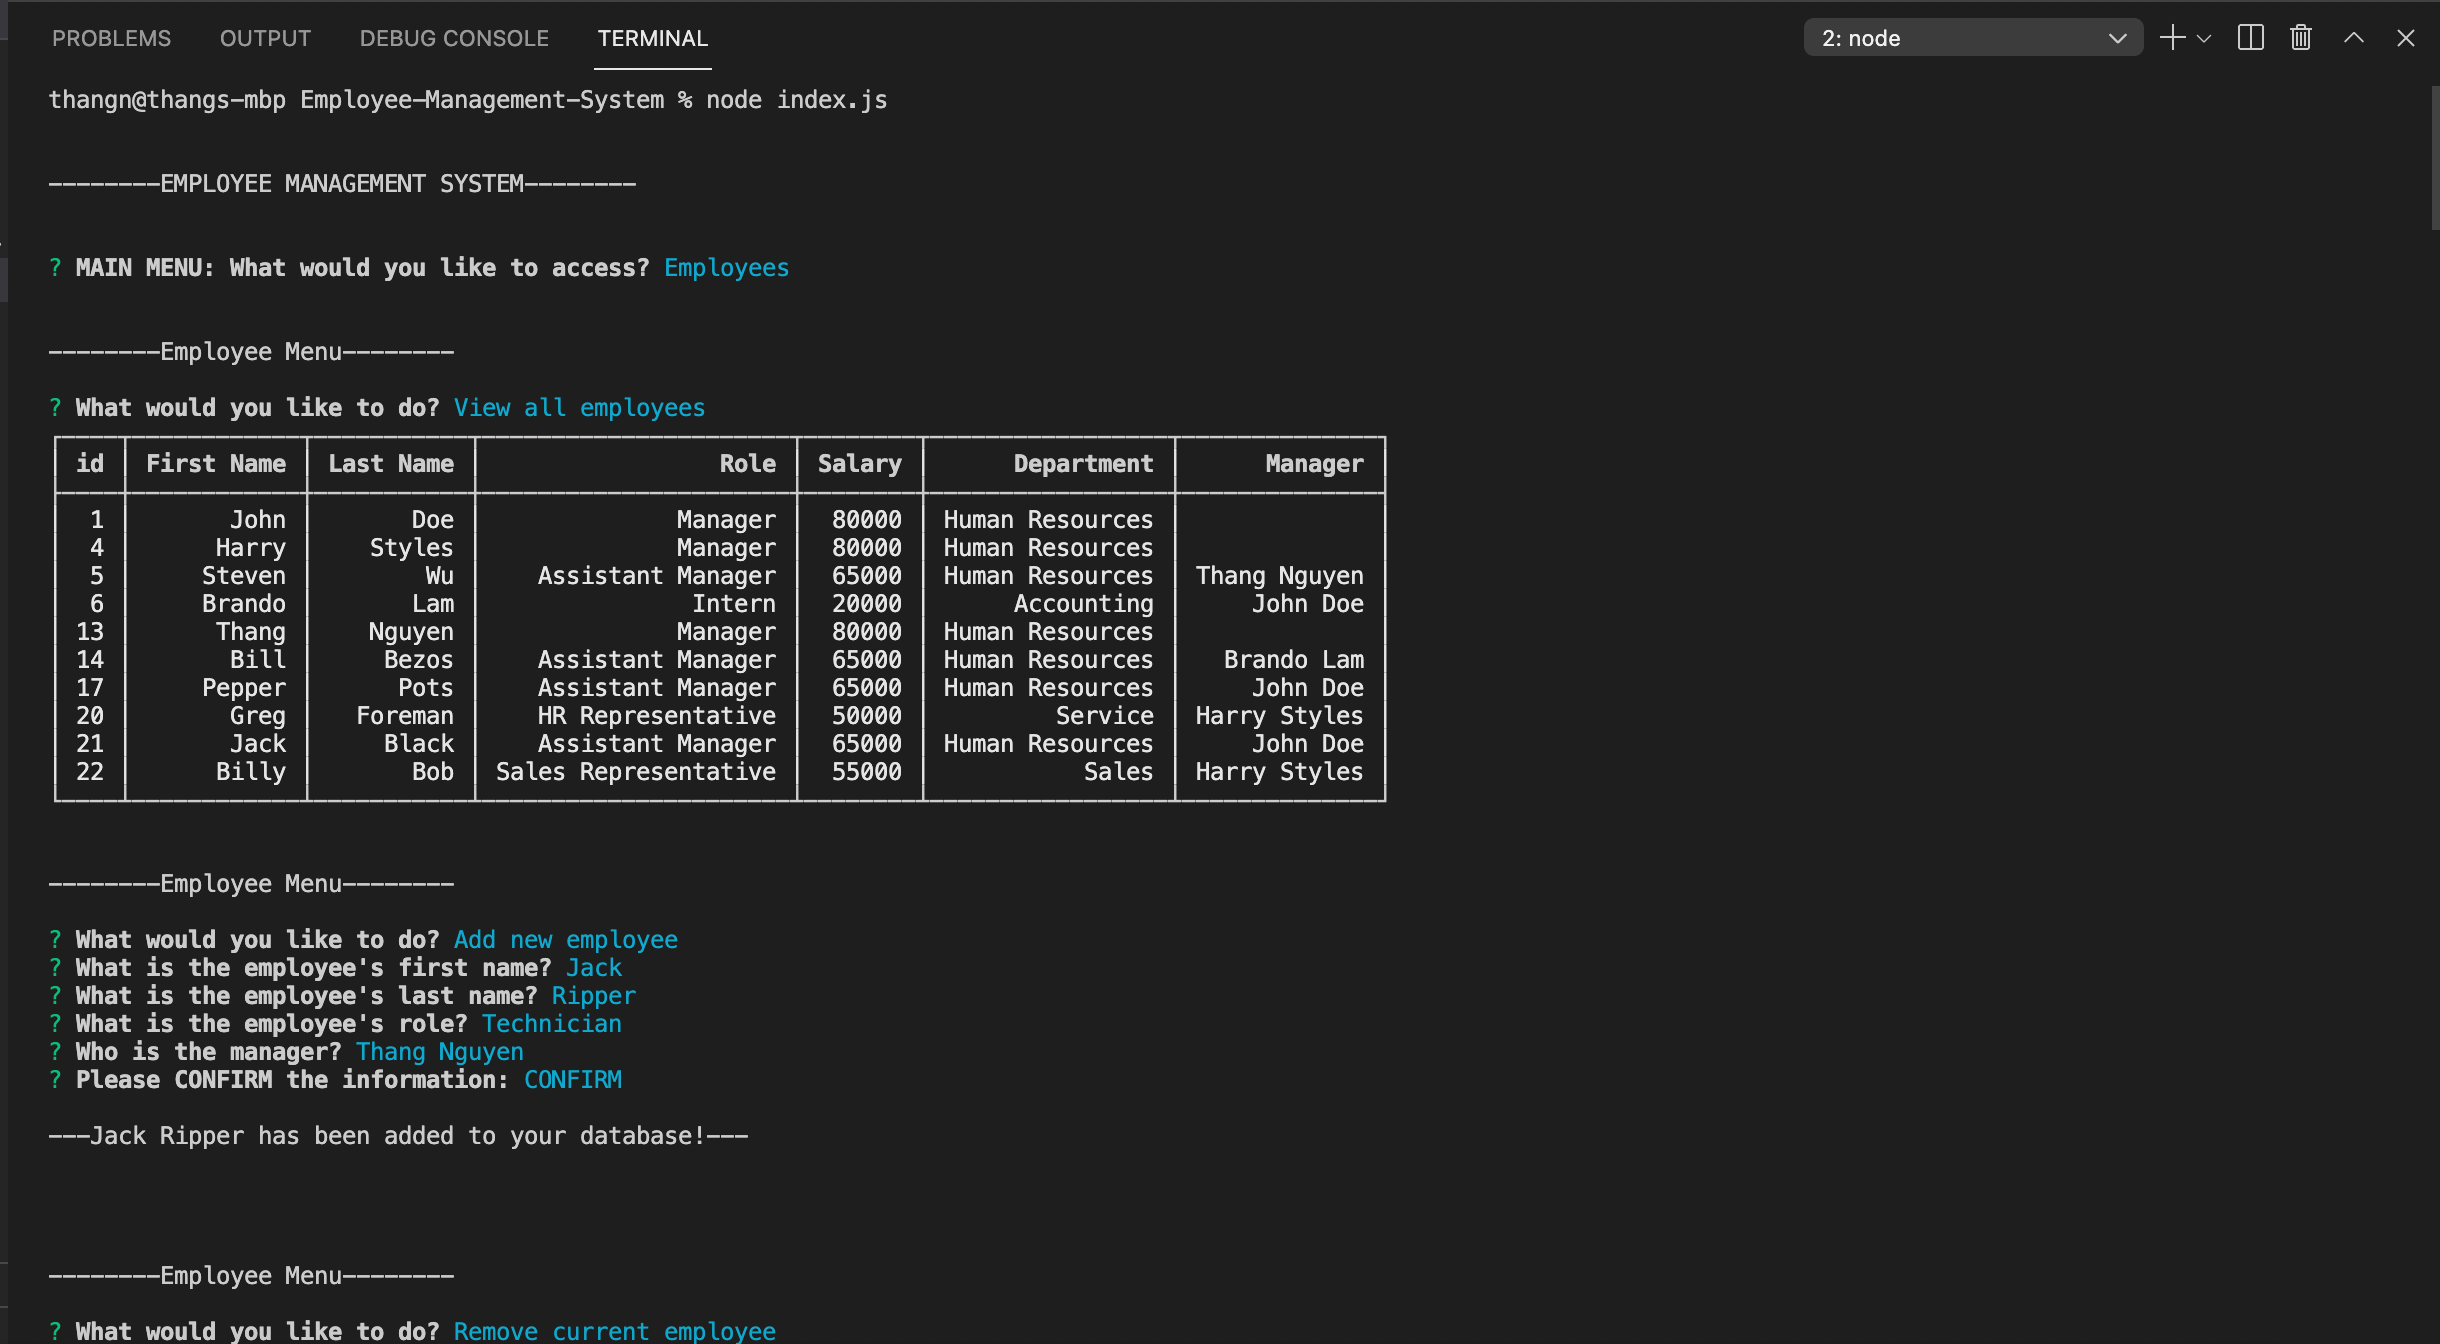 PROBLEMS OUTPUT DEBUG CONSOLE TERMINAL 2: node
thangn@thangs-mbp Employee-Management-System % node index.js
--------EMPLOYEE MANAGEMENT SYSTEM--------
? MAIN MENU: What would you like to access? Employees
--------Employee Menu--------
? What would you like to do? View all employees
id First Name Last Name Role Salary Department Manager
1 John Doe Manager 80000 Human Resources
4 Harry Styles Manager 80000 Human Resources
5 Steven Wu Assistant Manager 65000 Human Resources Thang Nguyen
6 Brando Lam Intern 20000 Accounting John Doe
13 Thang Nguyen Manager 80000 Human Resources
14 Bill Bezos Assistant Manager 65000 Human Resources Brando Lam
17 Pepper Pots Assistant Manager 65000 Human Resources John Doe
20 Greg Foreman HR Representative 50000 Service Harry Styles
21 Jack Black Assistant Manager 65000 Human Resources John Doe
22 Billy Bob Sales Representative 55000 Sales Harry Styles
--------Employee Menu--------
? What would you like to do? Add new employee
? What is the employee's first name? Jack
? What is the employee's last name? Ripper
? What is the employee's role? Technician
? Who is the manager? Thang Nguyen
? Please CONFIRM the information: CONFIRM
---Jack Ripper has been added to your database!---
--------Employee Menu--------
? What would you like to do? Remove current employee